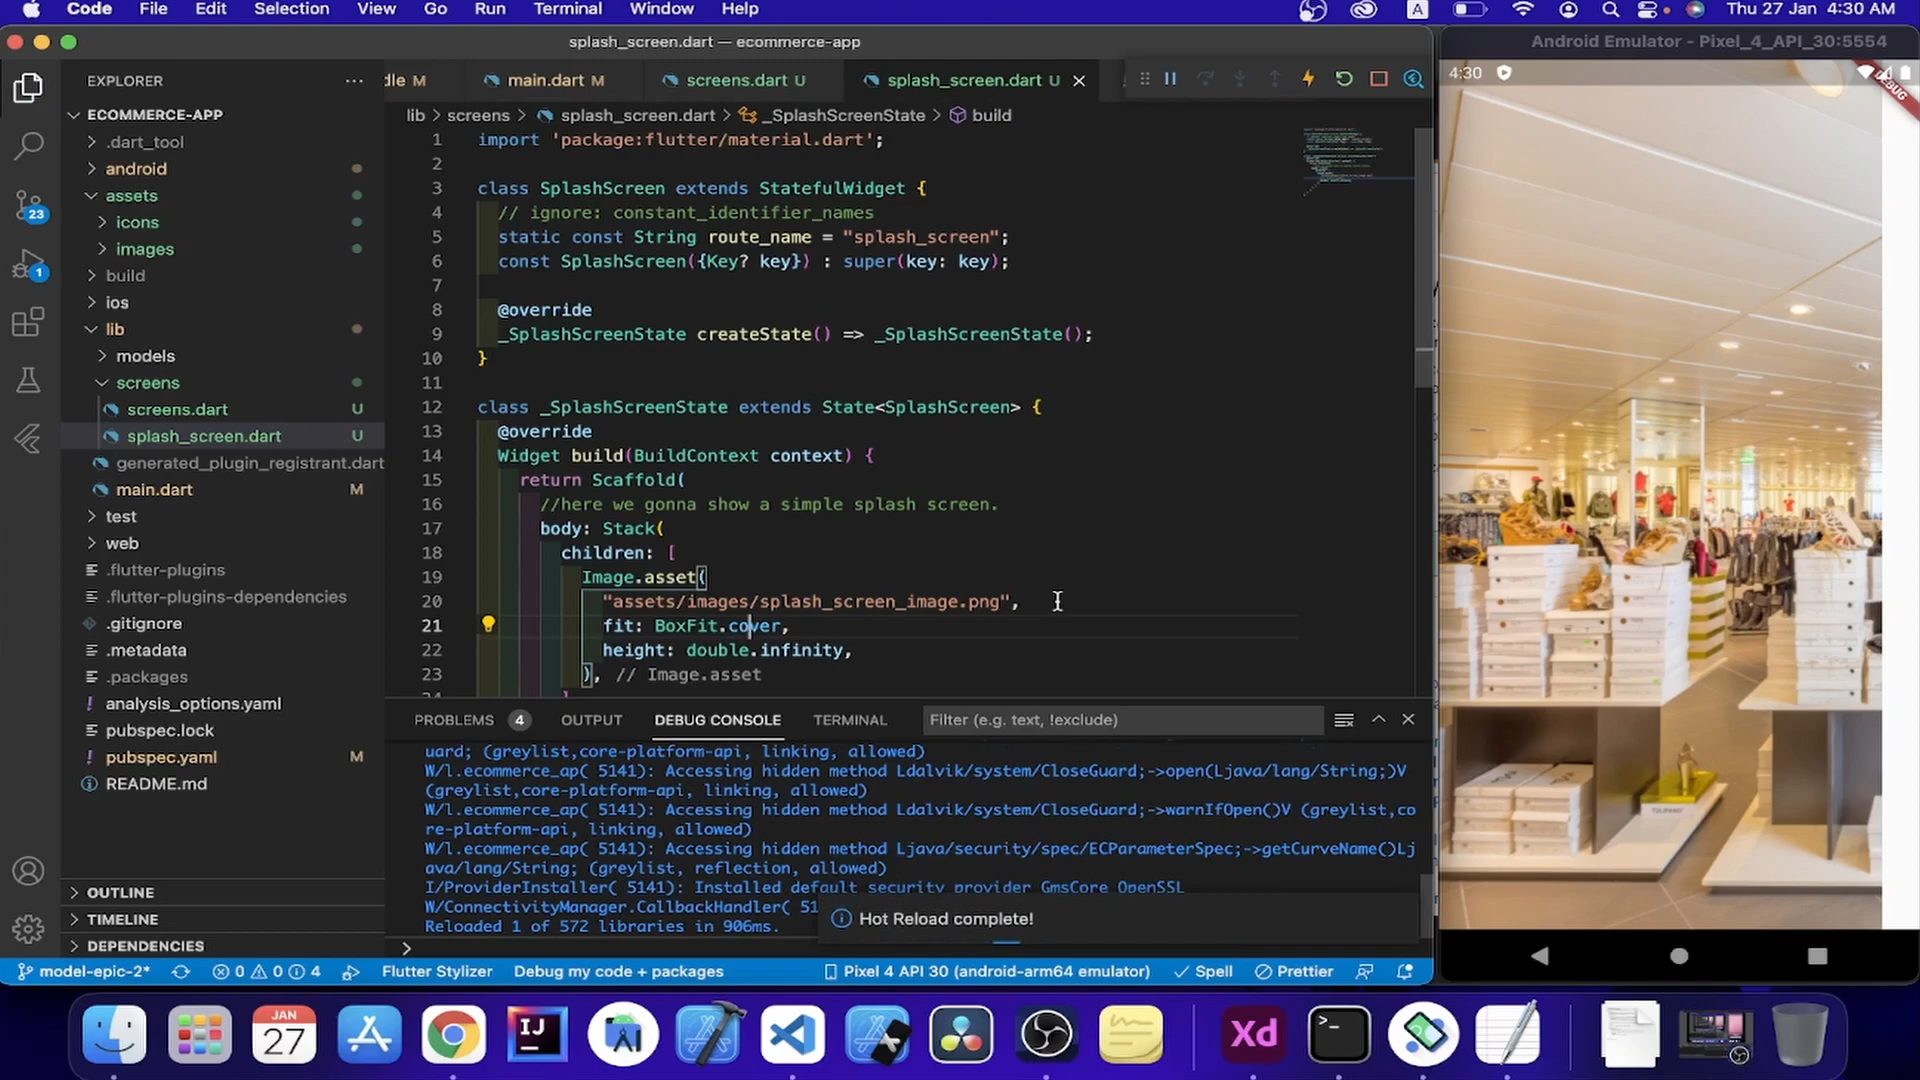 Code File Edit Selection View Go Run Terminal Window Help A Thu 27 Jan 4:30 AM
splash_screen.dart — ecommerce-app
Android Emulator - Pixel_4_API_30:5554
EXPLORER
dle M main.dart M screens.dart U splash_screen.dart U
ECOMMERCE-APP
.dart_tool
android
assets
icons
images
build
ios
lib
models
screens
screens.dart U
splash_screen.dart U
generated_plugin_registrant.dart
main.dart M
test
web
.flutter-plugins
.flutter-plugins-dependencies
.gitignore
.metadata
.packages
! analysis_options.yaml
pubspec.lock
! pubspec.yaml M
README.md
OUTLINE
TIMELINE
DEPENDENCIES
23
1
lib > screens > splash_screen.dart > _SplashScreenState > build
1 import 'package:flutter/material.dart';
2
3 class SplashScreen extends StatefulWidget {
4 // ignore: constant_identifier_names
5 static const String route_name = "splash_screen";
6 const SplashScreen({Key? key}) : super(key: key);
7
8 @override
9 _SplashScreenState createState() => _SplashScreenState();
10 }
11
12 class _SplashScreenState extends State<SplashScreen> {
13 @override
14 Widget build(BuildContext context) {
15 return Scaffold(
16 //here we gonna show a simple splash screen.
17 body: Stack(
18 children: [
19 Image.asset(
20 "assets/images/splash_screen_image.png",
21 fit: BoxFit.cover,
22 height: double.infinity,
23 ), // Image.asset
PROBLEMS 4 OUTPUT DEBUG CONSOLE TERMINAL Filter (e.g. text, !exclude)
uard; (greylist,core-platform-api, linking, allowed)
W/l.ecommerce_ap( 5141): Accessing hidden method Ldalvik/system/CloseGuard;->open(Ljava/lang/String;)V
(greylist,core-platform-api, linking, allowed)
W/l.ecommerce_ap( 5141): Accessing hidden method Ldalvik/system/CloseGuard;->warnIfOpen()V (greylist,co
re-platform-api, linking, allowed)
W/l.ecommerce_ap( 5141): Accessing hidden method Ljava/security/spec/ECParameterSpec;->getCurveName()Lj
ava/lang/String; (greylist, reflection, allowed)
I/ProviderInstaller( 5141): Installed default security provider GmsCore_OpenSSL
W/ConnectivityManager.CallbackHandler( 51
Reloaded 1 of 572 libraries in 906ms.
Hot Reload complete!
>
model-epic-2* 0 0 4 Flutter Stylizer Debug my code + packages Pixel 4 API 30 (android-arm64 emulator) Spell Prettier
4:30
DEBUG
JAN
27
IJ
Xd
>_